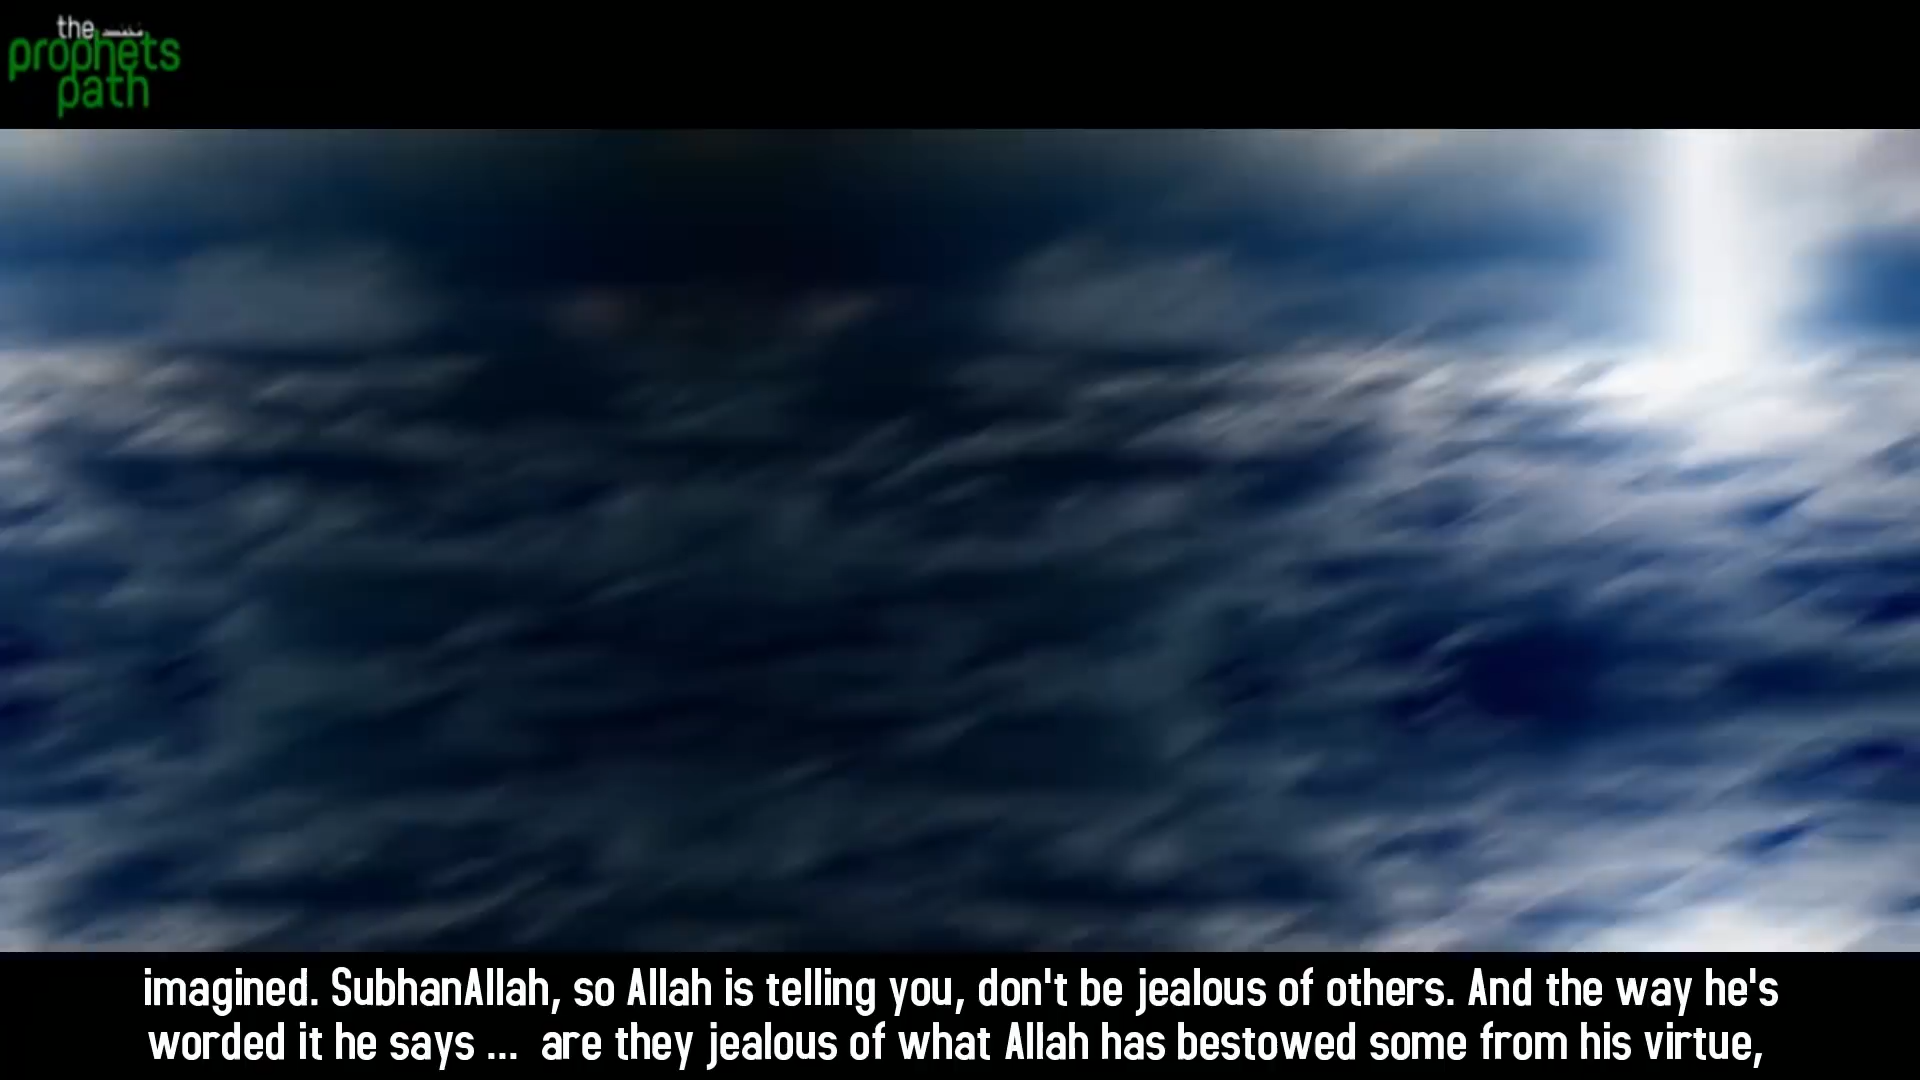 the
prophets
path
imagined. SubhanAllah, so Allah is telling you, don't be jealous of others. And the way he's
worded it he says ... are they jealous of what Allah has bestowed some from his virtue,